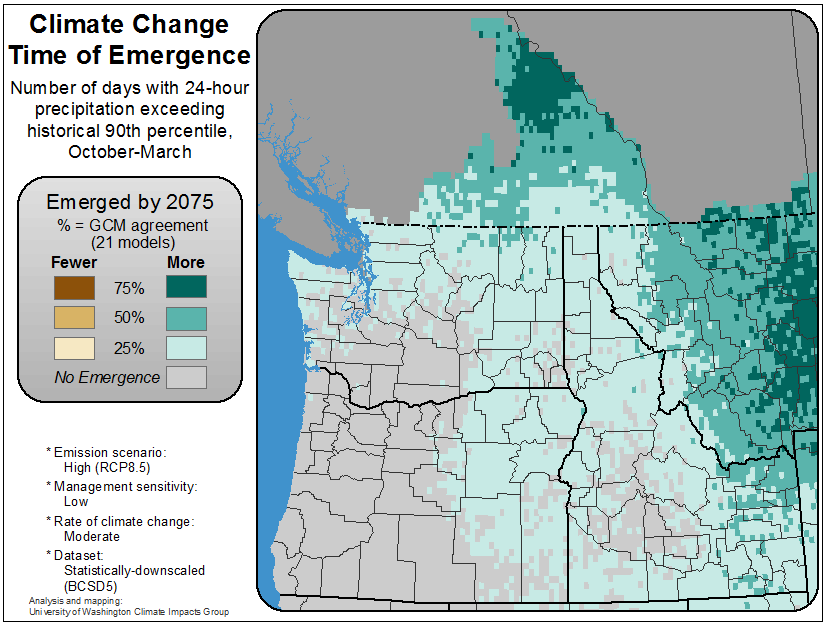 Climate Change
Time of Emergence
Number of days with 24-hour
precipitation exceeding
historical 90th percentile,
October-March
Emerged by 2075
% = GCM agreement
(21 models)
Fewer More
75%
50%
25%
No Emergence
* Emission scenario:
High (RCP8.5)
* Management sensitivity:
Low
* Rate of climate change:
Moderate
* Dataset:
Statistically-downscaled
(BCSD5)
Analysis and mapping:
University of Washington Climate Impacts Group